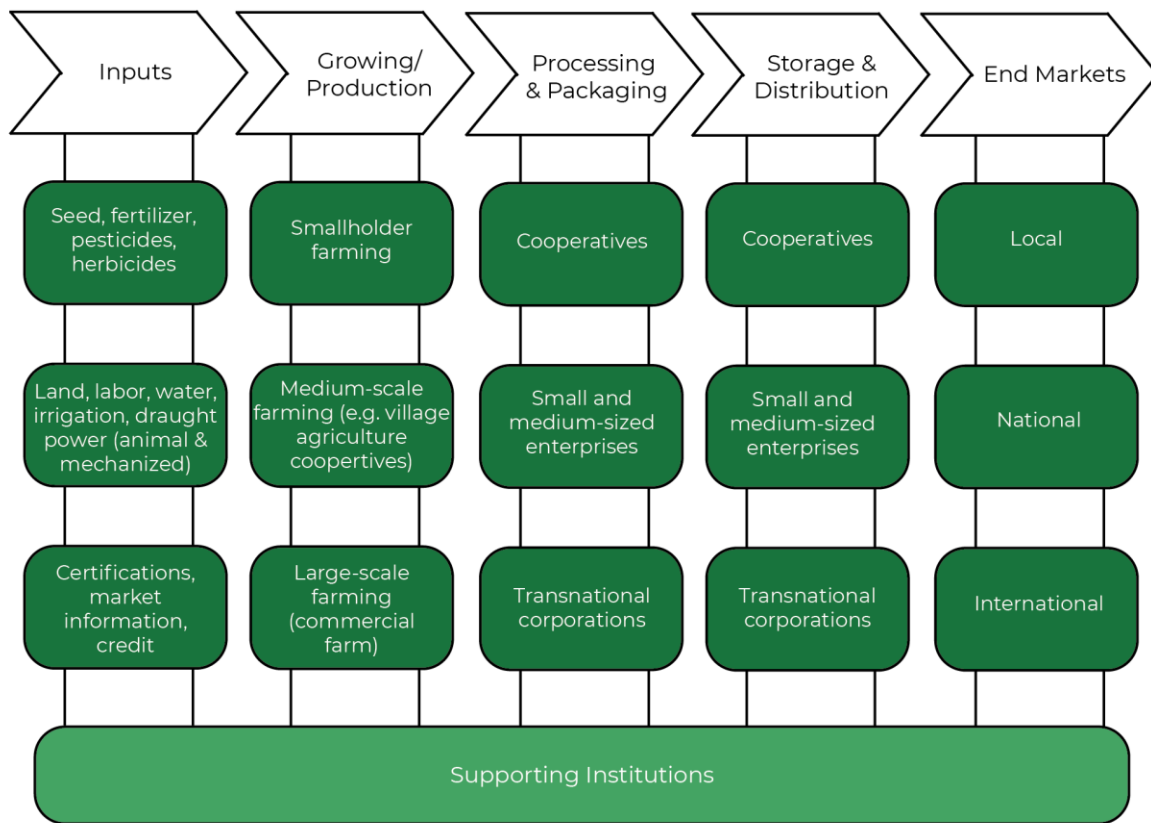 Inputs
Growing/
Production
Processing
& Packaging
Storage &
Distribution
End Markets
Seed, fertilizer,
pesticides,
herbicides
Smallholder
farming
Cooperatives
Cooperatives
Local
Land, labor, water,
irrigation, draught
power (animal &
mechanized)
Medium-scale
farming (e.g. village
agriculture
coopertives)
Small and
medium-sized
enterprises
Small and
medium-sized
enterprises
National
Certifications,
market
information,
credit
Large-scale
farming
(commercial
farm)
Transnational
corporations
Transnational
corporations
International
Supporting Institutions